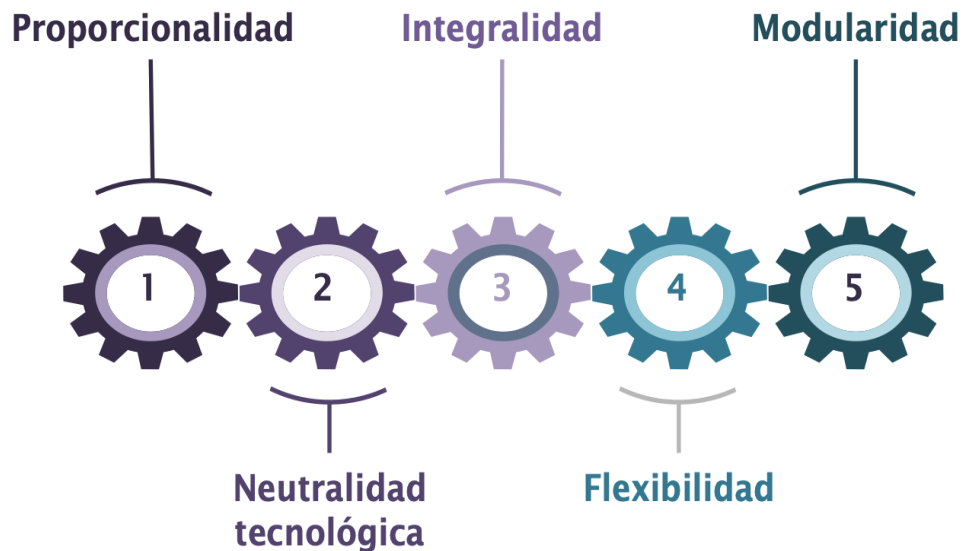 Proporcionalidad
Integralidad
Modularidad
1
2
3
4
5
Neutralidad
tecnológica
Flexibilidad